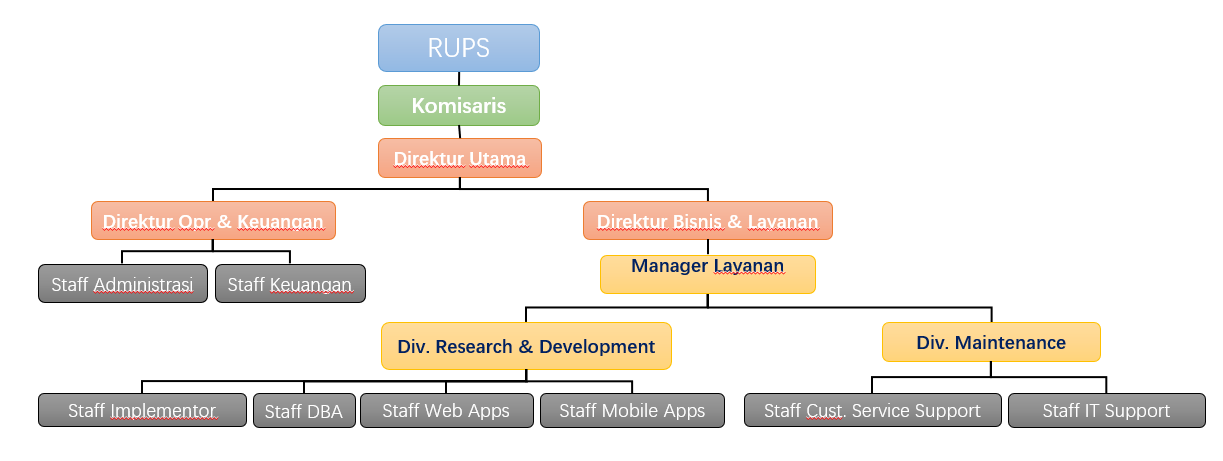 RUPS
Komisaris
Direktur Utama
Direktur Opr & Keuangan
Direktur Bisnis & Layanan
Manager Layanan
Staff Administrasi
Staff Keuangan
Div. Research & Development
Div. Maintenance
Staff Implementor
Staff DBA
Staff Web Apps
Staff Mobile Apps
Staff Cust. Service Support
Staff IT Support